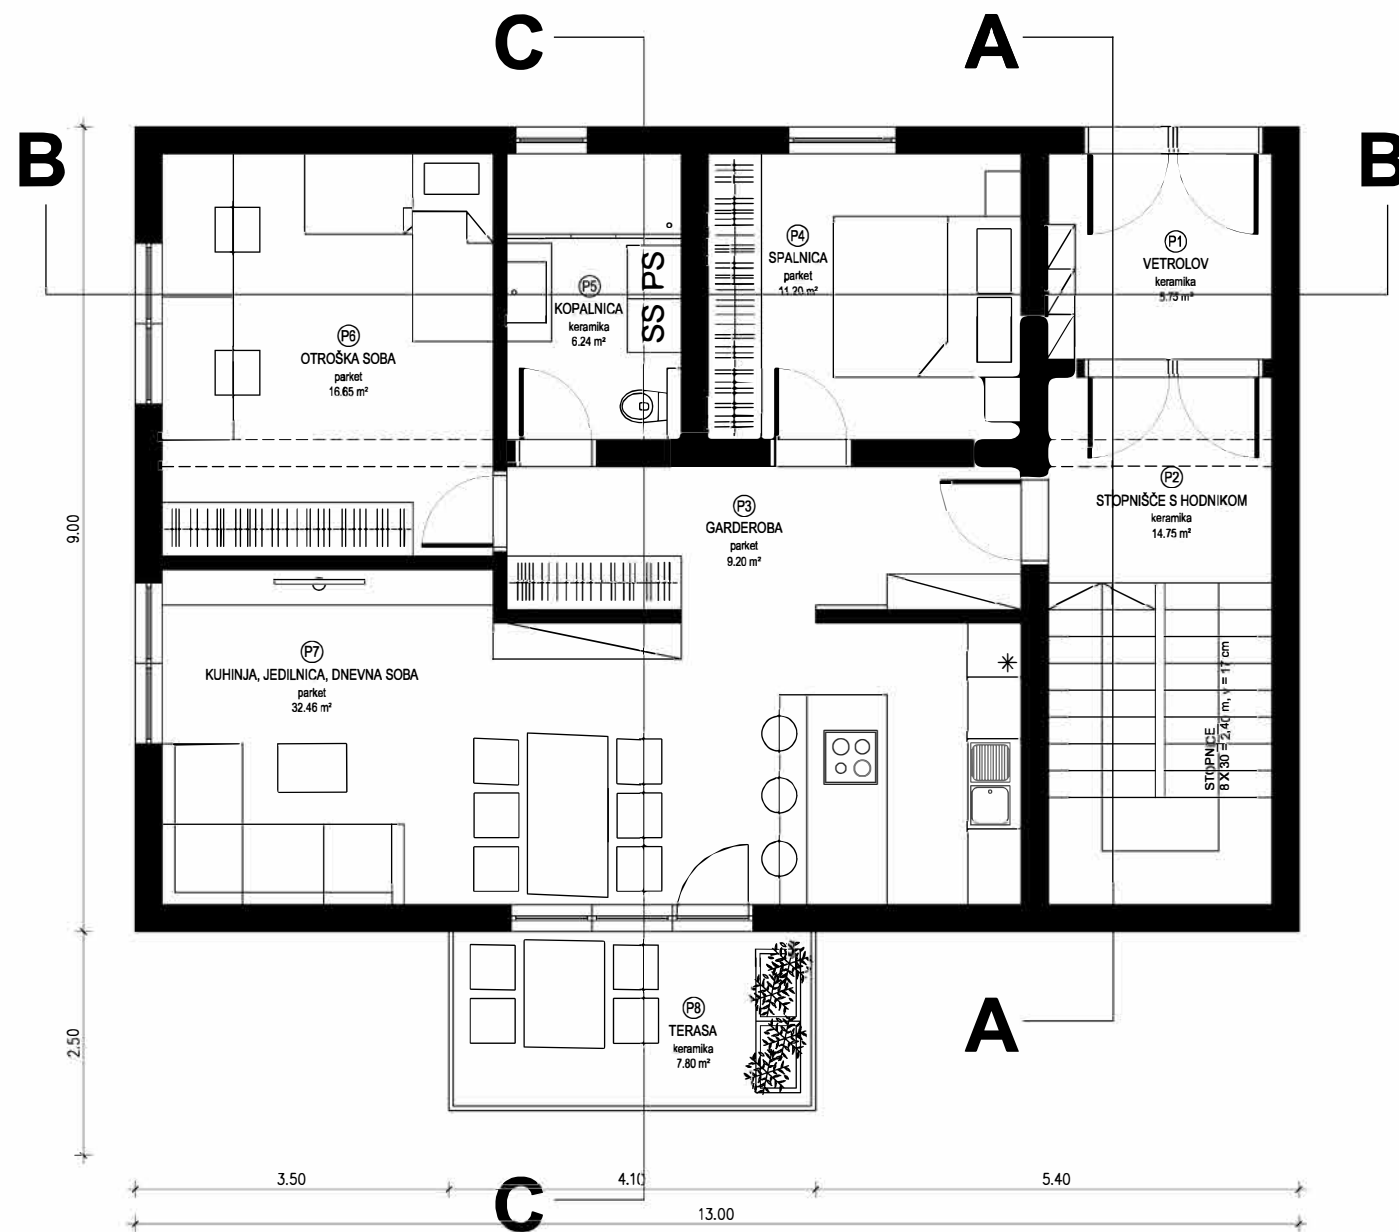 C
A
B
B
P1
VETROLOV
keramika
5.75 m²
P4
SPALNICA
parket
11.20 m²
P5
KOPALNICA
keramika
6.24 m²
SS PS
P6
OTROŠKA SOBA
parket
16.65 m²
P2
STOPNIŠČE S HODNIKOM
keramika
14.75 m²
P3
GARDEROBA
parket
9.20 m²
9.00
P7
KUHINJA, JEDILNICA, DNEVNA SOBA
parket
32.46 m²
STOPNICE
8 X 30 = 2,40 m, v = 17 cm
P8
TERASA
keramika
7.80 m²
A
2.50
3.50
4.10
5.40
C
13.00